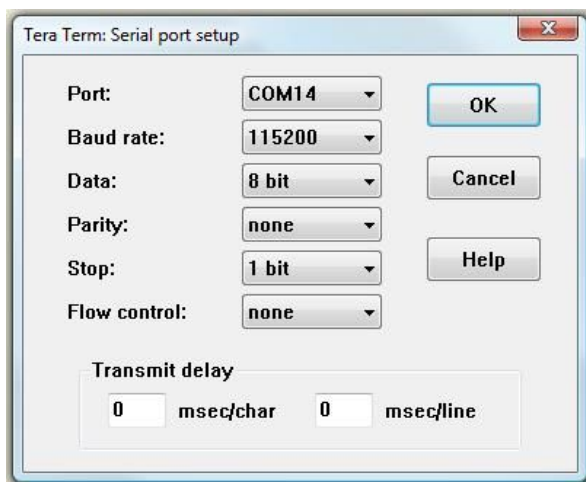 Tera Term: Serial port setup
Port: COM14 OK
Baud rate: 115200
Data: 8 bit Cancel
Parity: none
Stop: 1 bit Help
Flow control: none
Transmit delay
0 msec/char 0 msec/line